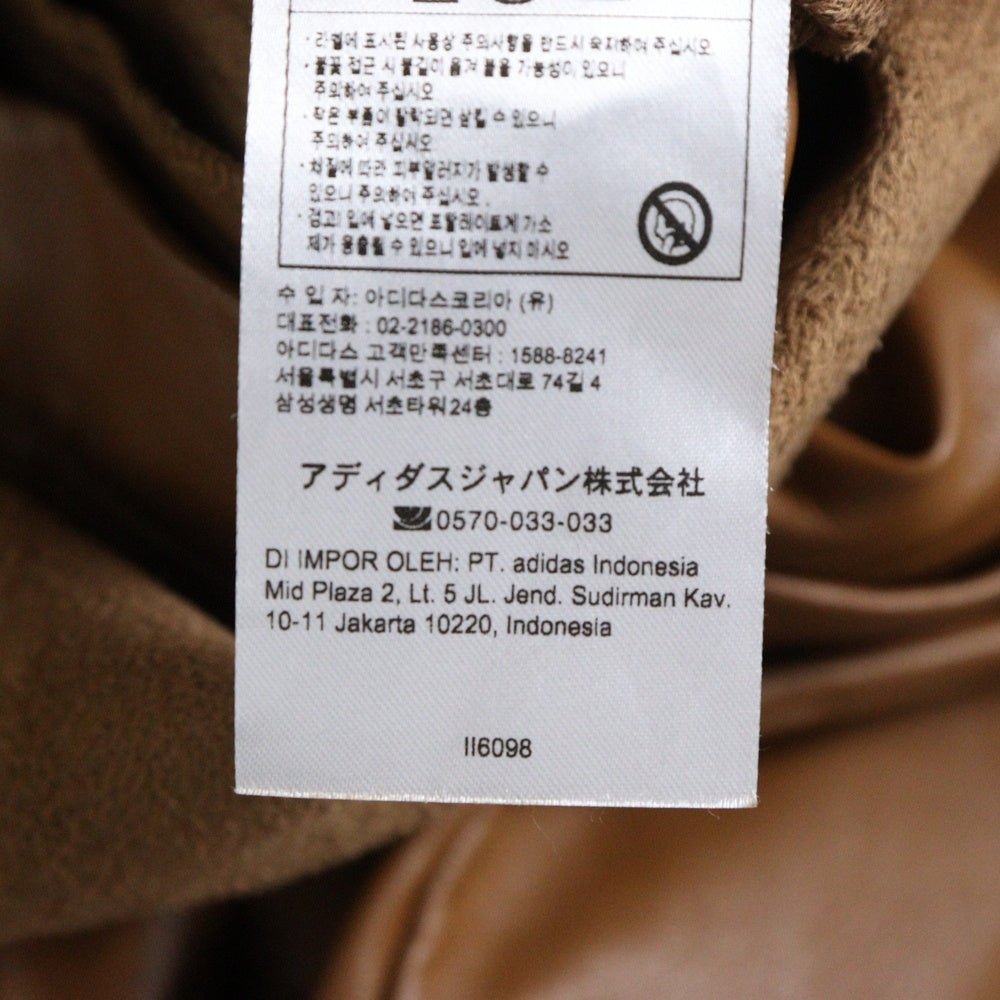 · 라벨에 표시된 사용상 주의사항을 반드시 숙지하여 주십시오
· 불꽃 접근 시 불길이 옮겨 붙을 가능성이 있으니
주의하여 주십시오
· 작은 부품이 탈락되면 삼킬 수 있으니
주의하여 주십시오
· 체질에 따라 피부알러지가 발생할 수
있으니 주의하여 주십시오.
· 경고! 입에 넣으면 프탈레이트계 가소
제가 용출될 수 있으니 입에 넣지 마시오
수 입 자: 아디다스코리아 (유)
대표전화 : 02-2186-0300
아디다스 고객만족센터 : 1588-8241
서울특별시 서초구 서초대로 74길 4
삼성생명 서초타워24층
アディダスジャパン株式会社
0570-033-033
DI IMPOR OLEH: PT. adidas Indonesia
Mid Plaza 2, Lt. 5 JL. Jend. Sudirman Kav.
10-11 Jakarta 10220, Indonesia
II6098